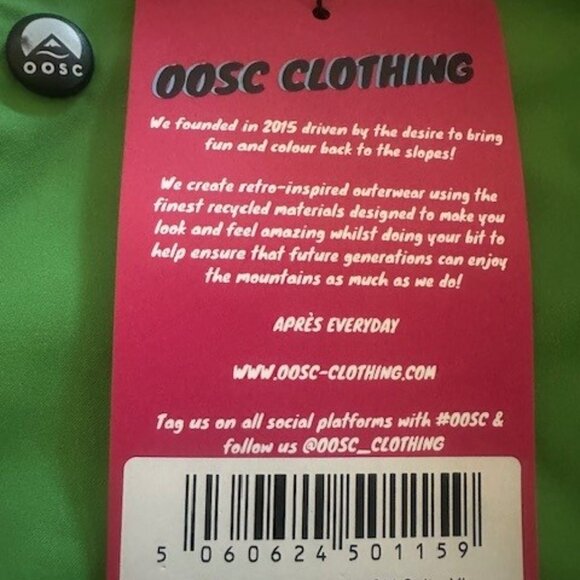 OOSC
OOSC CLOTHING
We founded in 2015 driven by the desire to bring
fun and colour back to the slopes!
We create retro-inspired outerwear using the
finest recycled materials designed to make you
look and feel amazing whilst doing your bit to
help ensure that future generations can enjoy
the mountains as much as we do!
APRÈS EVERYDAY
WWW.OOSC-CLOTHING.COM
Tag us on all social platforms with #OOSC &
follow us @OOSC_CLOTHING
5 060624 501159